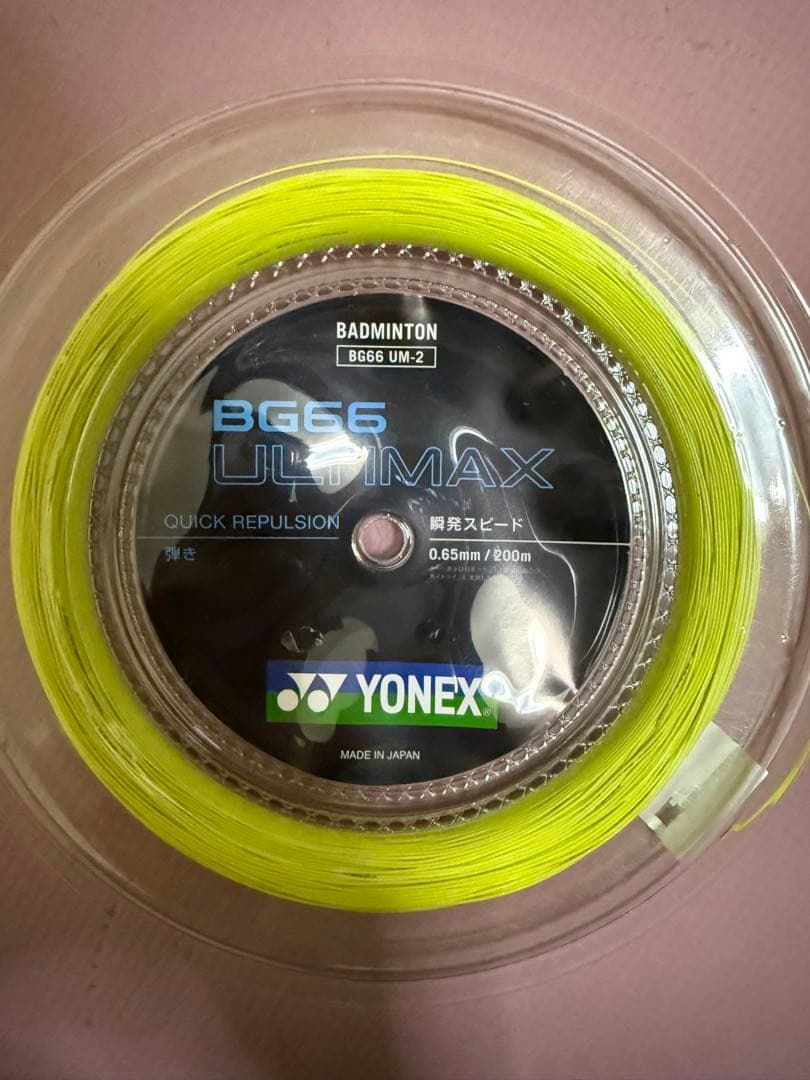 BADMINTON
BG66 UM-2
BG66
ULTIMAX
QUICK REPULSION
弾き
瞬発スピード
0.65mm / 200m
YONEX®
MADE IN JAPAN